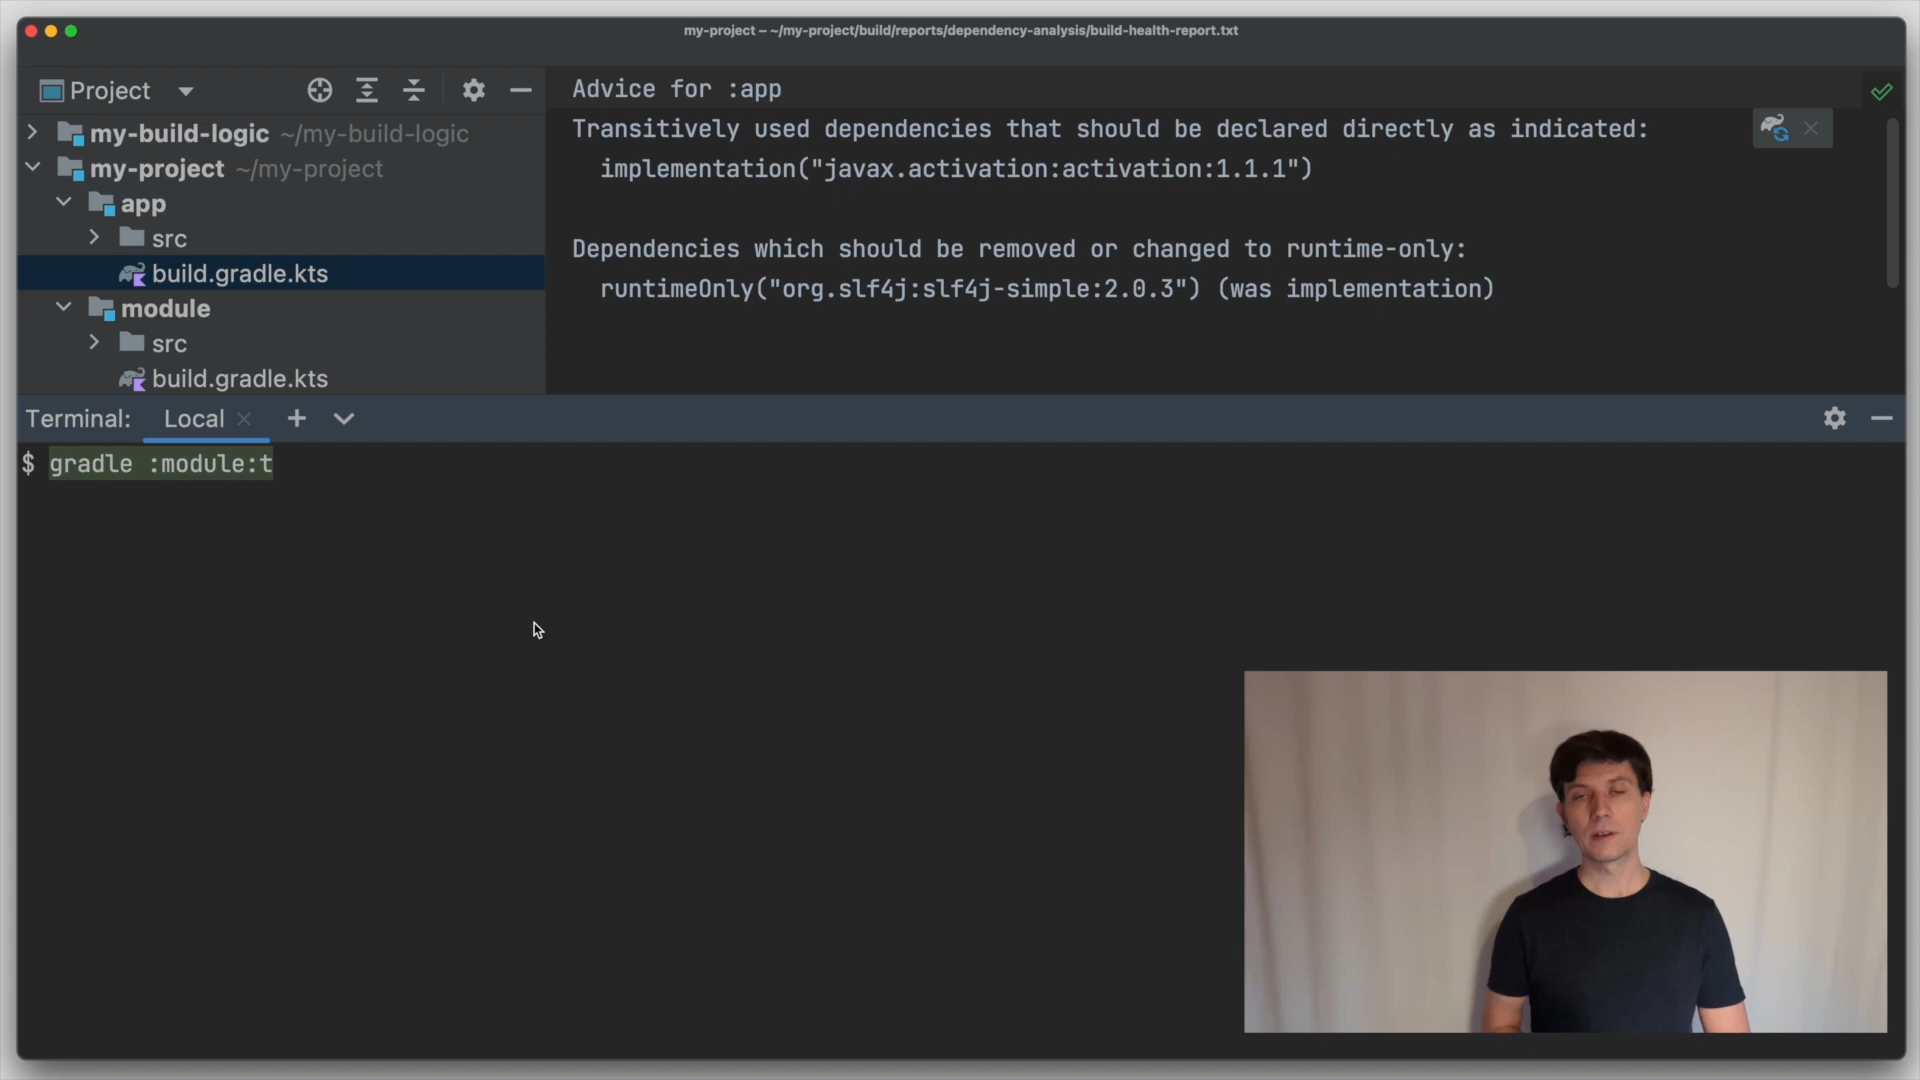 my-project – ~/my-project/build/reports/dependency-analysis/build-health-report.txt
Project
my-build-logic ~/my-build-logic
my-project ~/my-project
app
src
build.gradle.kts
module
src
build.gradle.kts
Advice for :app
Transitively used dependencies that should be declared directly as indicated:
implementation("javax.activation:activation:1.1.1")
Dependencies which should be removed or changed to runtime-only:
runtimeOnly("org.slf4j:slf4j-simple:2.0.3") (was implementation)
Terminal: Local
$ gradle :module:t